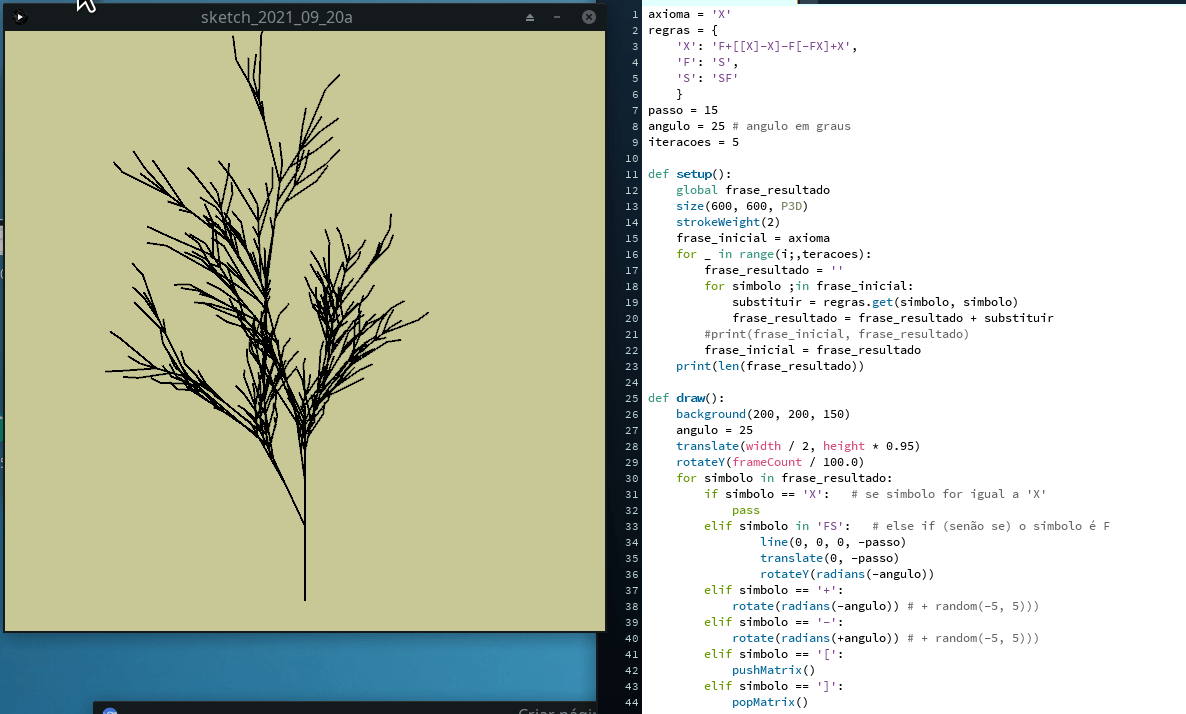 sketch_2021_09_20a
1 axioma = 'X'
2 regras = {
3     'X': 'F+[[X]-X]-F[-FX]+X',
4     'F': 'S',
5     'S': 'SF'
6     }
7 passo = 15
8 angulo = 25 # angulo em graus
9 iteracoes = 5
10
11 def setup():
12     global frase_resultado
13     size(600, 600, P3D)
14     strokeWeight(2)
15     frase_inicial = axioma
16     for _ in range(i;,teracoes):
17         frase_resultado = ''
18         for simbolo ;in frase_inicial:
19             substituir = regras.get(simbolo, simbolo)
20             frase_resultado = frase_resultado + substituir
21         #print(frase_inicial, frase_resultado)
22         frase_inicial = frase_resultado
23     print(len(frase_resultado))
24
25 def draw():
26     background(200, 200, 150)
27     angulo = 25
28     translate(width / 2, height * 0.95)
29     rotateY(frameCount / 100.0)
30     for simbolo in frase_resultado:
31         if simbolo == 'X':   # se simbolo for igual a 'X'
32             pass
33         elif simbolo in 'FS':   # else if (senão se) o simbolo é F
34                 line(0, 0, 0, -passo)
35                 translate(0, -passo)
36                 rotateY(radians(-angulo))
37         elif simbolo == '+':
38             rotate(radians(-angulo)) # + random(-5, 5)))
39         elif simbolo == '-':
40             rotate(radians(+angulo)) # + random(-5, 5)))
41         elif simbolo == '[':
42             pushMatrix()
43         elif simbolo == ']':
44             popMatrix()
Criar